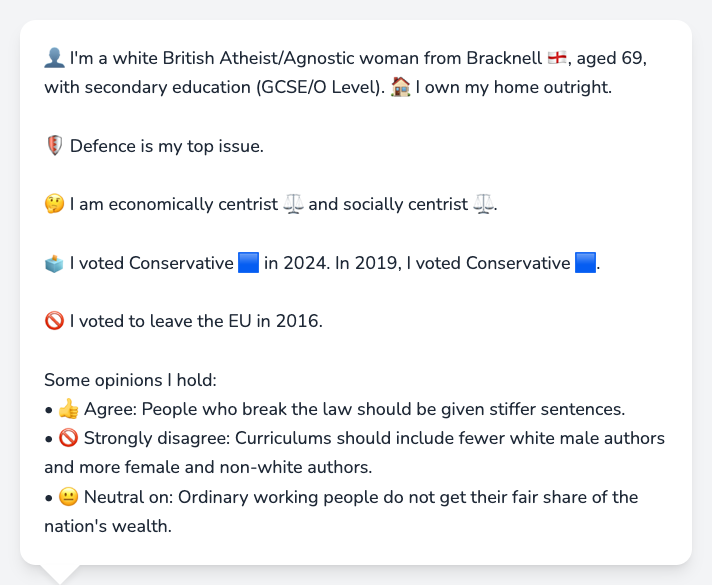 👤 I'm a white British Atheist/Agnostic woman from Bracknell 🏴󠁧󠁢󠁥󠁮󠁧󠁿, aged 69,
with secondary education (GCSE/O Level). 🏠 I own my home outright.
🛡️ Defence is my top issue.
🤔 I am economically centrist ⚖️ and socially centrist ⚖️.
🗳️ I voted Conservative 🟦 in 2024. In 2019, I voted Conservative 🟦.
🚫 I voted to leave the EU in 2016.
Some opinions I hold:
• 👍 Agree: People who break the law should be given stiffer sentences.
• 🚫 Strongly disagree: Curriculums should include fewer white male authors
and more female and non-white authors.
• 😐 Neutral on: Ordinary working people do not get their fair share of the
nation's wealth.